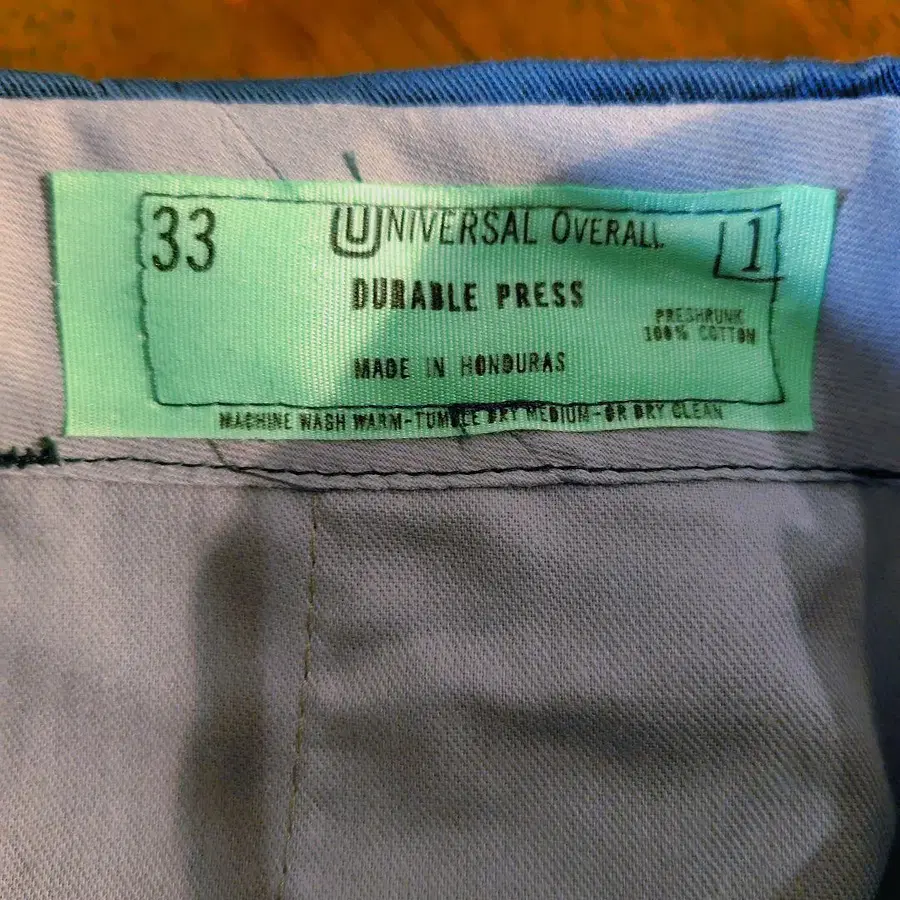 33 UNIVERSAL OVERALL 1
DURABLE PRESS
PRESHRUNK
100% COTTON
MADE IN HONDURAS
MACHINE WASH WARM-TUMBLE DRY MEDIUM-OR DRY CLEAN